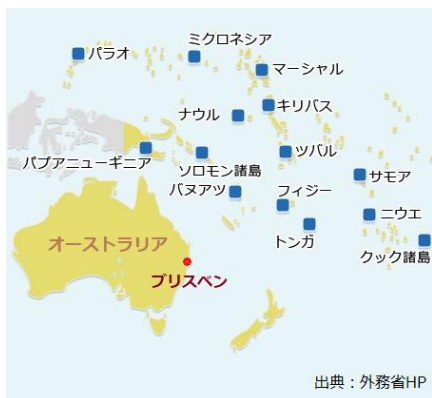 ミクロネシア
パラオ
マーシャル
キリバス
ナウル
パプアニューギニア
ソロモン諸島
ツバル
サモア
バヌアツ
フィジー
ニウエ
オーストラリア
トンガ
クック諸島
ブリスベン
出典：外務省HP